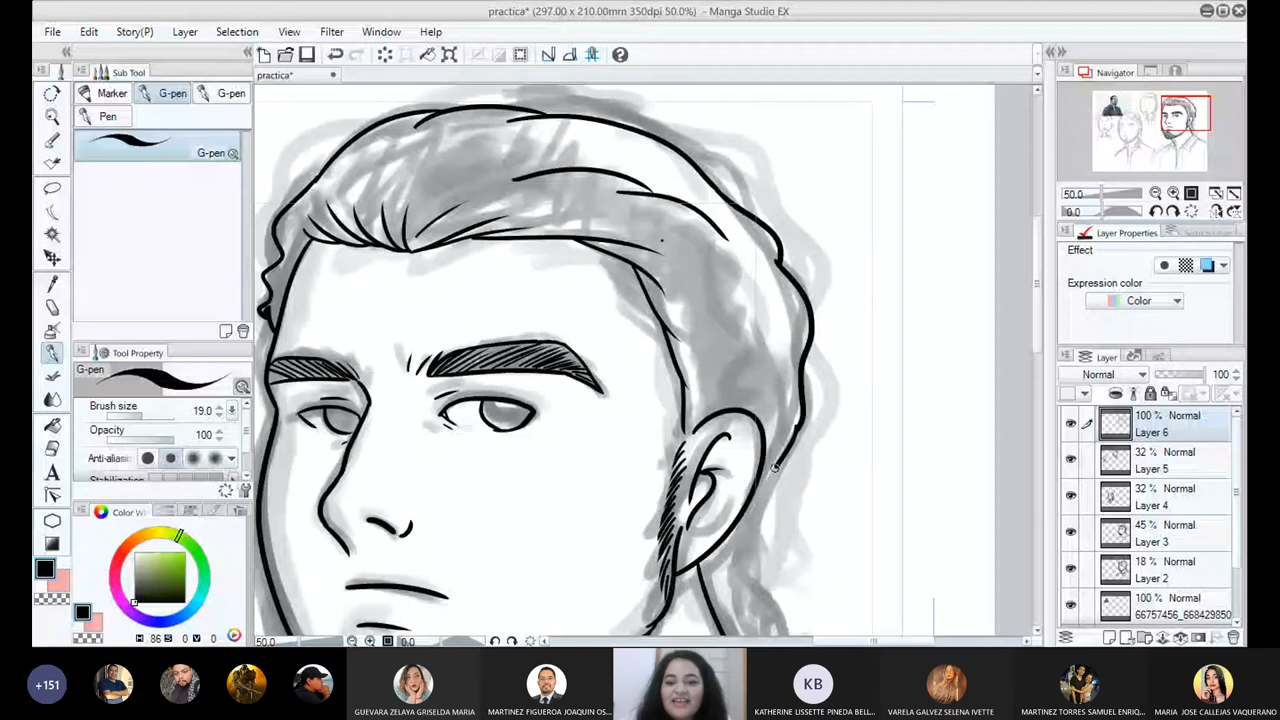 practica* (297.00 x 210.00mm 350dpi 50.0%) - Manga Studio EX
File Edit Story(P) Layer Selection View Filter Window Help
Sub Tool
Navigator
practica*
Marker G-pen G-pen
Pen
G-pen
50.0
0.0
Layer Properties
Effect
Expression color
Color
Tool Property
G-pen
Layer
Normal 100
Brush size 19.0
Opacity 100
Anti-alias
Stabilization
100 % Normal
Layer 6
32 % Normal
Layer 5
32 % Normal
Layer 4
45 % Normal
Layer 3
18 % Normal
Layer 2
100 % Normal
66757456_668429850
Color W
H 86 S 0 V 0
50.0 0.0
+151
GUEVARA ZELAYA GRISELDA MARIA
MARTINEZ FIGUEROA JOAQUIN OS...
KB
KATHERINE LISSETTE PINEDA BELL...
VARELA GALVEZ SELENA IVETTE
MARTINEZ TORRES SAMUEL ENRIQ...
MARIA JOSE CALLEJAS VAQUERANO